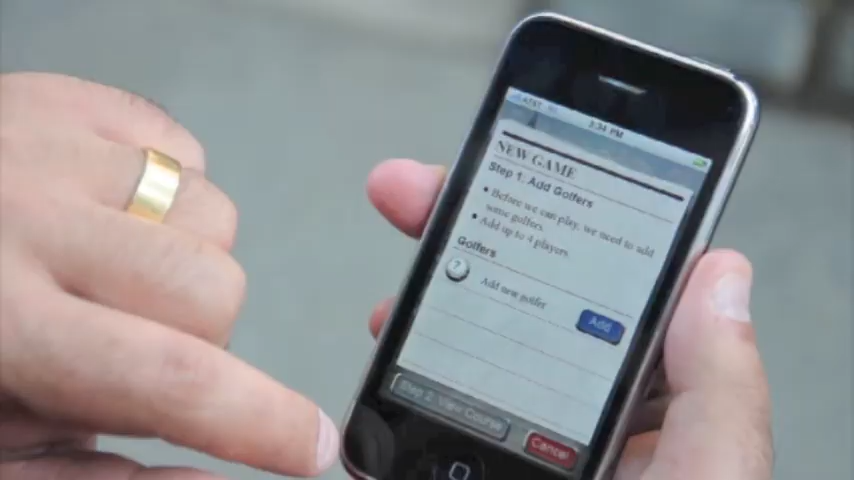 AT&T 3G
3:34 PM
NEW GAME
Step 1: Add Golfers
• Before we can play, we need to add
some golfers.
• Add up to 4 players.
Golfers
?
Add new golfer
Add
Step 2: View Course
Cancel